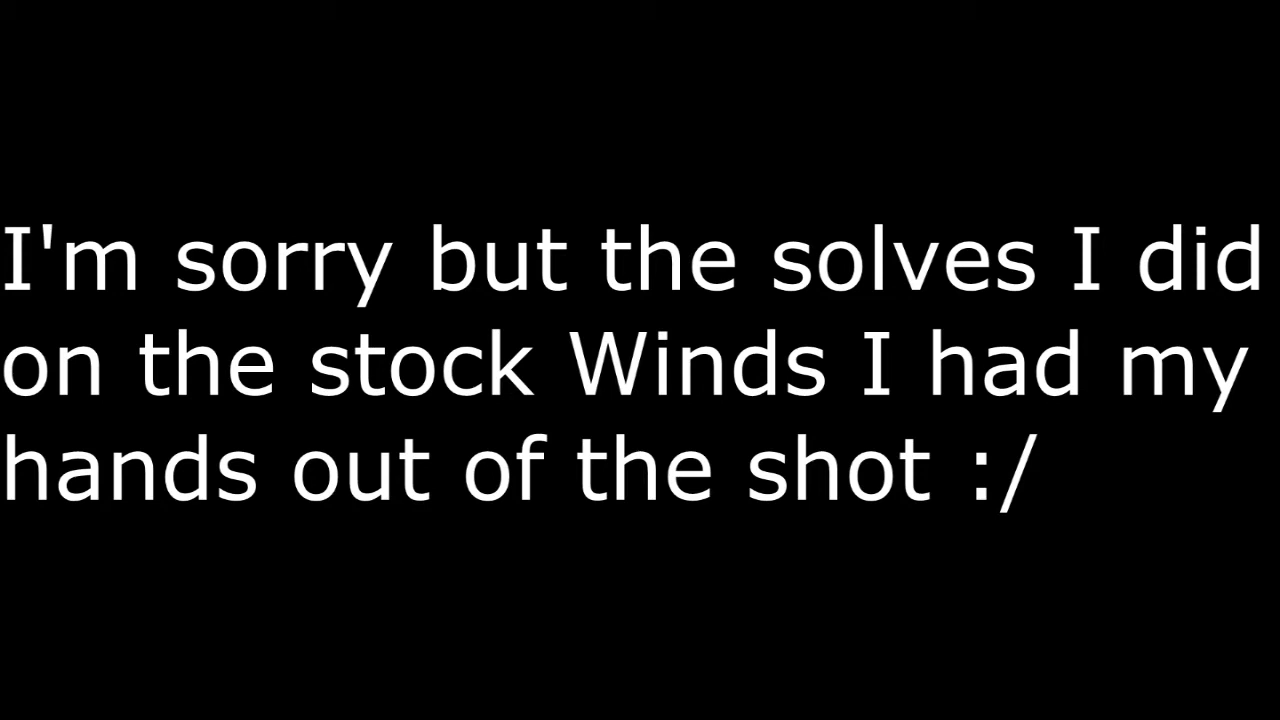 I'm sorry but the solves I did
on the stock Winds I had my
hands out of the shot :/